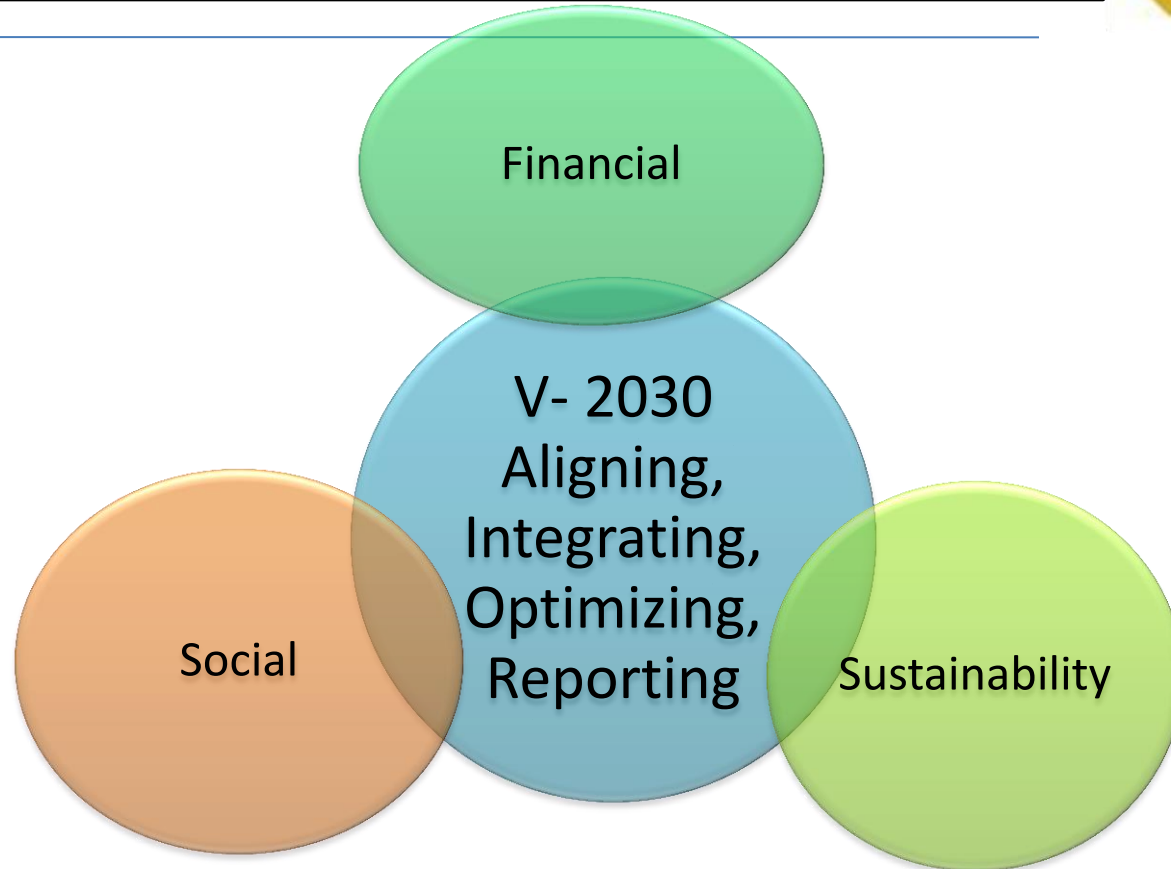 Financial
V- 2030
Aligning,
Integrating,
Optimizing,
Reporting
Social
Sustainability